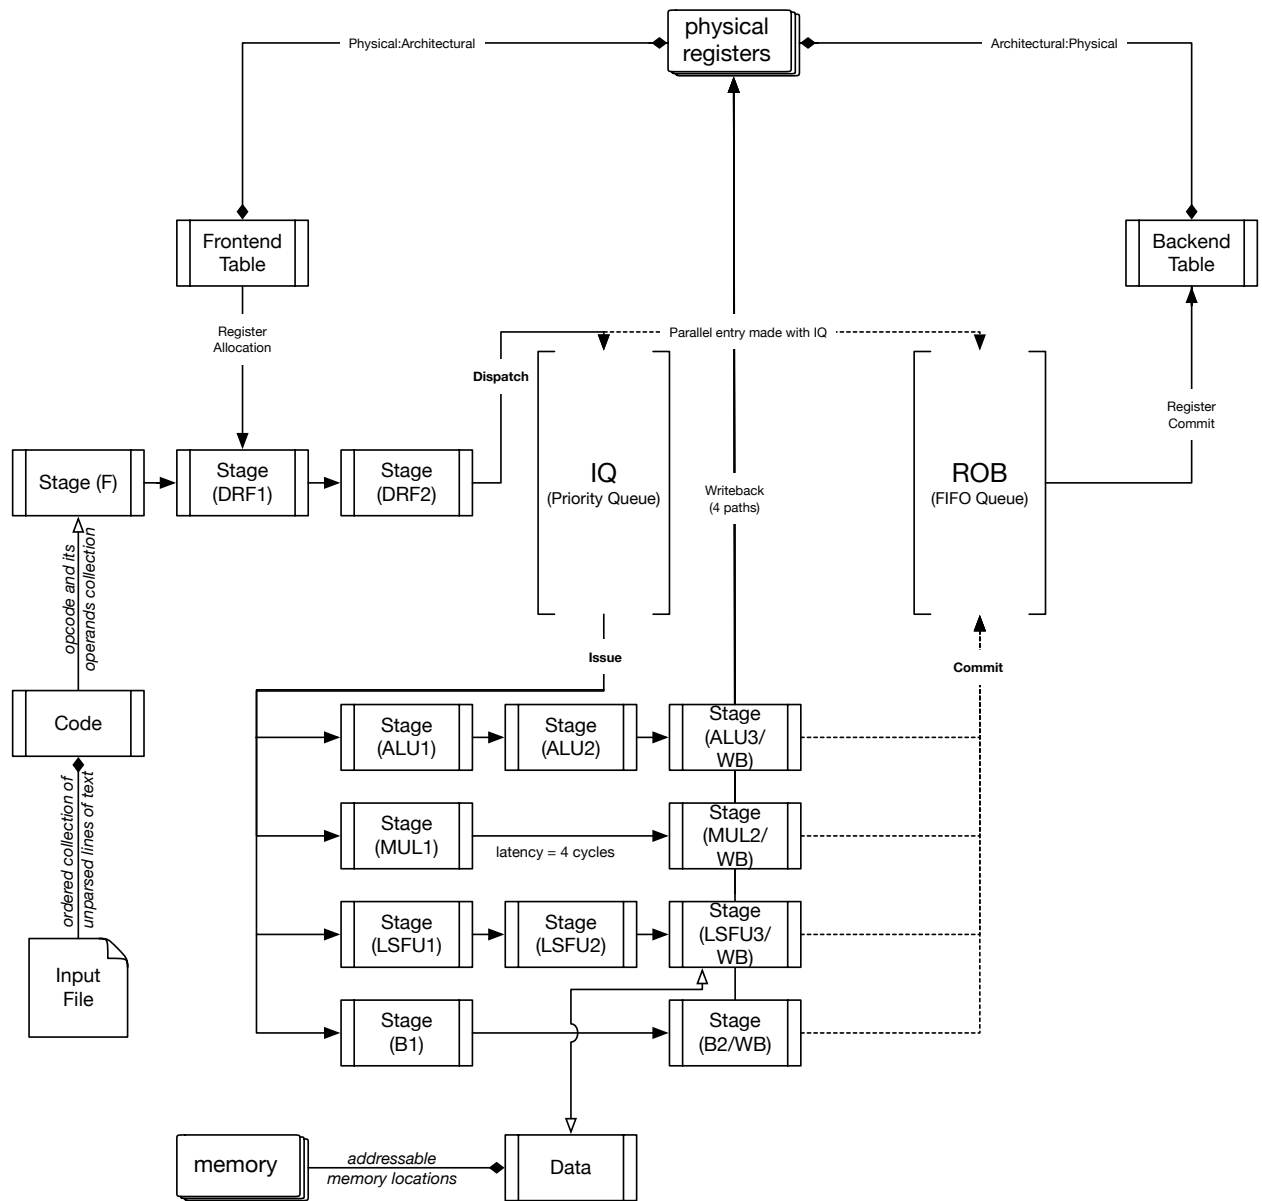 physical
registers
Physical:Architectural
Architectural:Physical
Frontend
Table
Backend
Table
Register
Allocation
Parallel entry made with IQ
Dispatch
Register
Commit
Stage (F)
Stage
(DRF1)
Stage
(DRF2)
IQ
(Priority Queue)
Writeback
(4 paths)
ROB
(FIFO Queue)
opcode and its
operands collection
Issue
Commit
Code
Stage
(ALU1)
Stage
(ALU2)
Stage
(ALU3/
WB)
ordered collection of
unparsed lines of text
Stage
(MUL1)
latency = 4 cycles
Stage
(MUL2/
WB)
Stage
(LSFU1)
Stage
(LSFU2)
Stage
(LSFU3/
WB)
Input
File
Stage
(B1)
Stage
(B2/WB)
memory
addressable
memory locations
Data